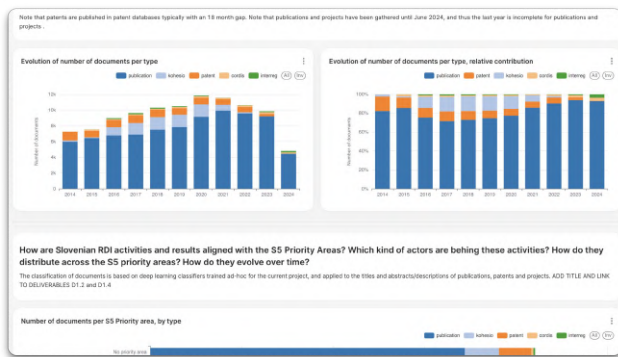 Note that patents are published in patent databases typically with an 18 month gap. Note that publications and projects have been gathered until June 2024, and thus the last year is incomplete for publications and
projects .
Evolution of number of documents per type
publication kohesio patent cordis interreg All Inv
Number of documents
12k
10k
8k
6k
4k
2k
0
2014 2015 2016 2017 2018 2019 2020 2021 2022 2023 2024
Evolution of number of documents per type, relative contribution
publication patent kohesio cordis interreg All Inv
Number of documents
100%
80%
60%
40%
20%
0%
2014 2015 2016 2017 2018 2019 2020 2021 2022 2023 2024
How are Slovenian RDI activities and results aligned with the S5 Priority Areas? Which kind of actors are behing these activities? How do they
distribute across the S5 priority areas? How do they evolve over time?
The classification of documents is based on deep learning classifiers trained ad-hoc for the current project, and applied to the titles and abstracts/descriptions of publications, patents and projects. ADD TITLE AND LINK
TO DELIVERABLES D1.2 and D1.4
Number of documents per S5 Priority area, by type
publication kohesio patent cordis interreg All Inv
No priority area